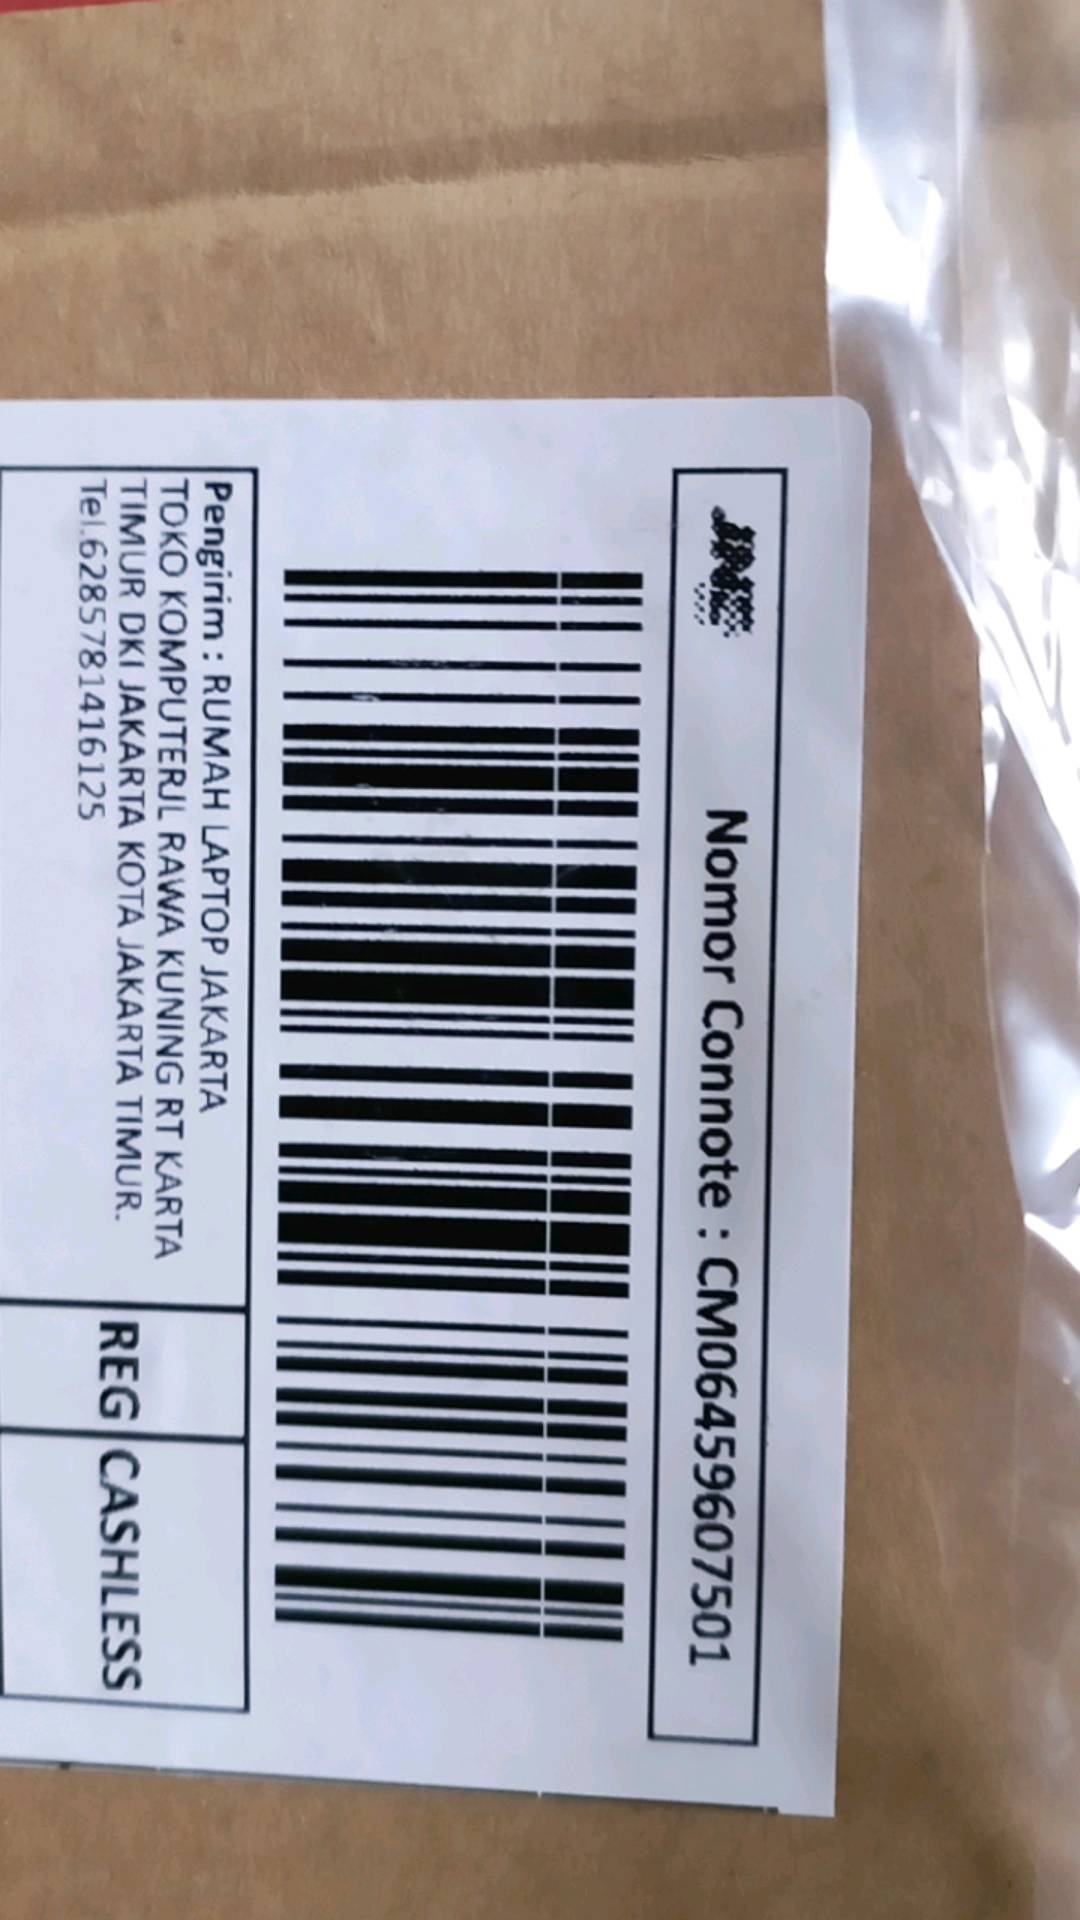 JNE
Nomor Connote : CM06459607501
Pengirim : RUMAH LAPTOP JAKARTA
TOKO KOMPUTERJL RAWA KUNING RT KARTA
TIMUR DKI JAKARTA KOTA JAKARTA TIMUR.
Tel.6285781416125
REG
CASHLESS